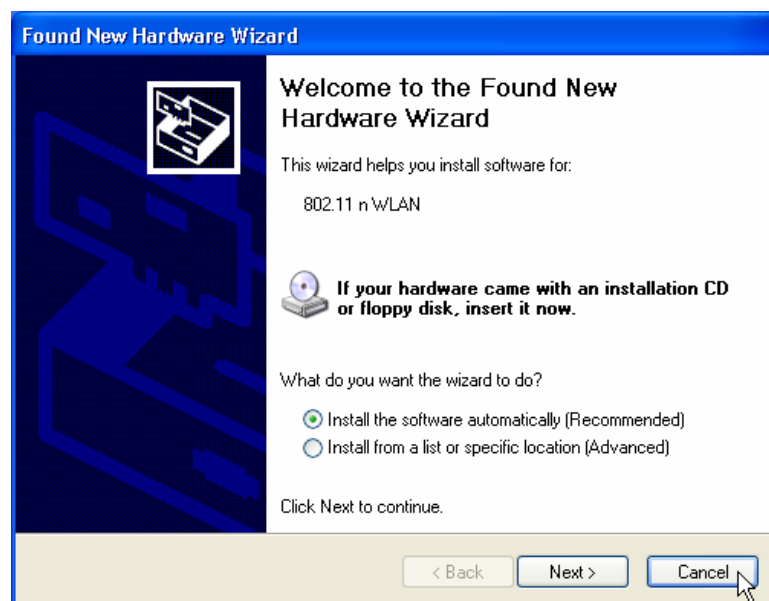 Found New Hardware Wizard
Welcome to the Found New
Hardware Wizard
This wizard helps you install software for:
802.11 n WLAN
If your hardware came with an installation CD
or floppy disk, insert it now.
What do you want the wizard to do?
Install the software automatically (Recommended)
Install from a list or specific location (Advanced)
Click Next to continue.
< Back Next > Cancel